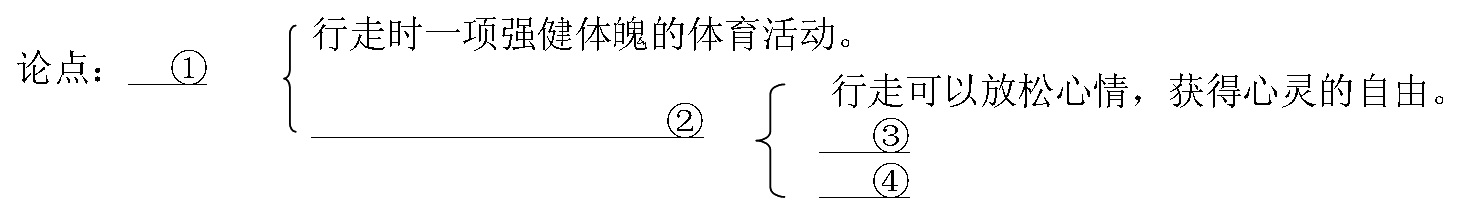 行走时一项强健体魄的体育活动。
论点：①
行走可以放松心情，获得心灵的自由。
②
③
④